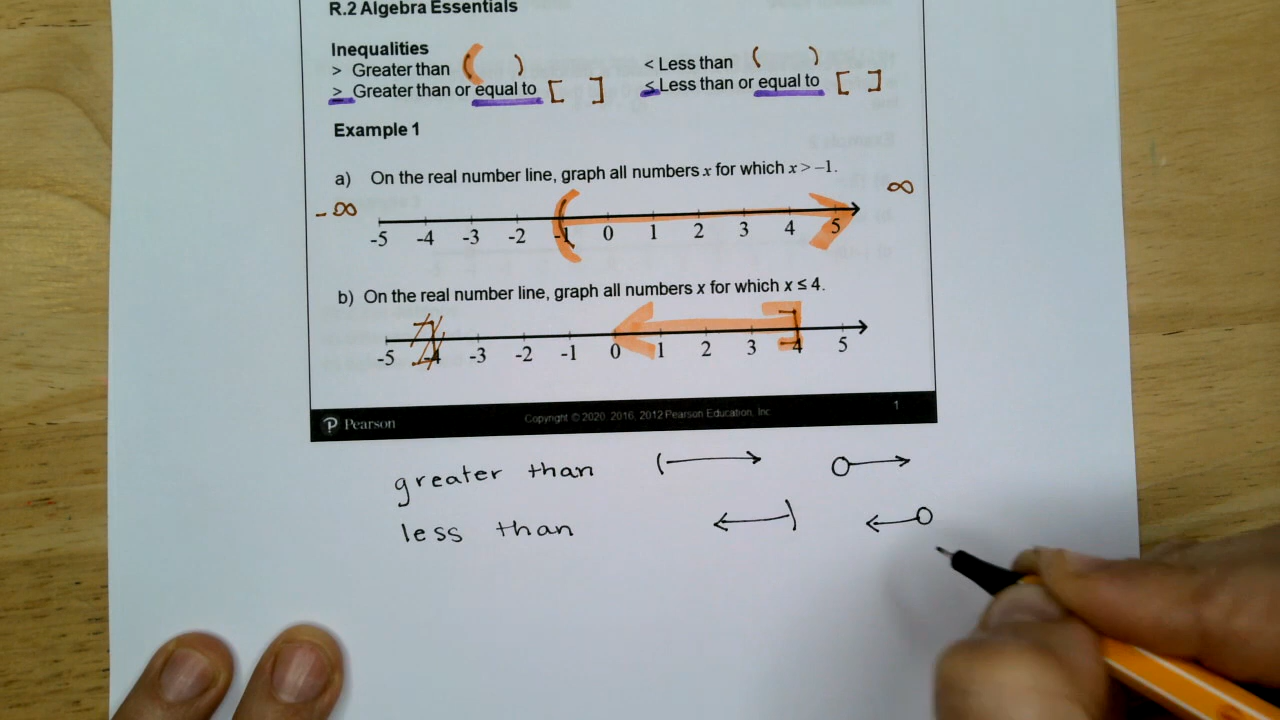 R.2 Algebra Essentials
Inequalities
> Greater than ( )
< Less than ( )
≥ Greater than or equal to [ ]
≤ Less than or equal to [ ]
Example 1
a) On the real number line, graph all numbers x for which x > −1.
-∞ ∞
-5 -4 -3 -2 -1 0 1 2 3 4 5
b) On the real number line, graph all numbers x for which x ≤ 4.
-5 -4 -3 -2 -1 0 1 2 3 4 5
P Pearson
Copyright © 2020, 2016, 2012 Pearson Education, Inc
1
greater than
less than